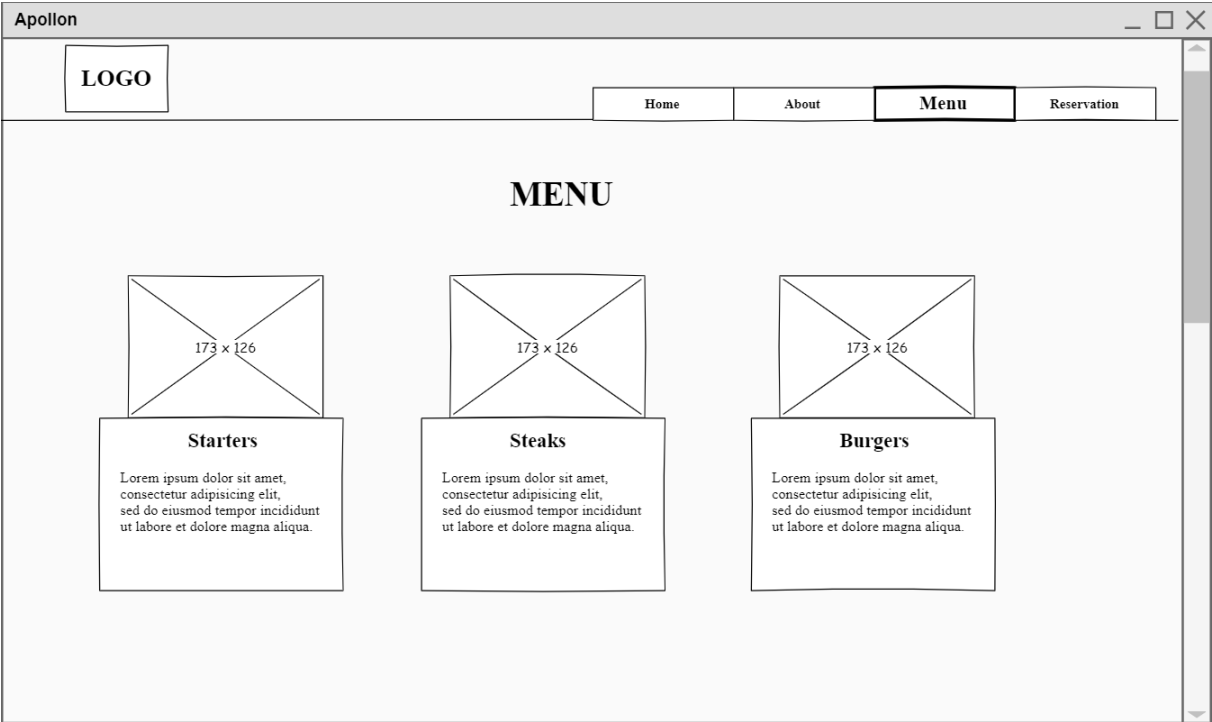 Apollon
LOGO
Home
About
Menu
Reservation
MENU
173 x 126
173 x 126
173 x 126
Starters
Lorem ipsum dolor sit amet,
consectetur adipisicing elit,
sed do eiusmod tempor incididunt
ut labore et dolore magna aliqua.
Steaks
Lorem ipsum dolor sit amet,
consectetur adipisicing elit,
sed do eiusmod tempor incididunt
ut labore et dolore magna aliqua.
Burgers
Lorem ipsum dolor sit amet,
consectetur adipisicing elit,
sed do eiusmod tempor incididunt
ut labore et dolore magna aliqua.